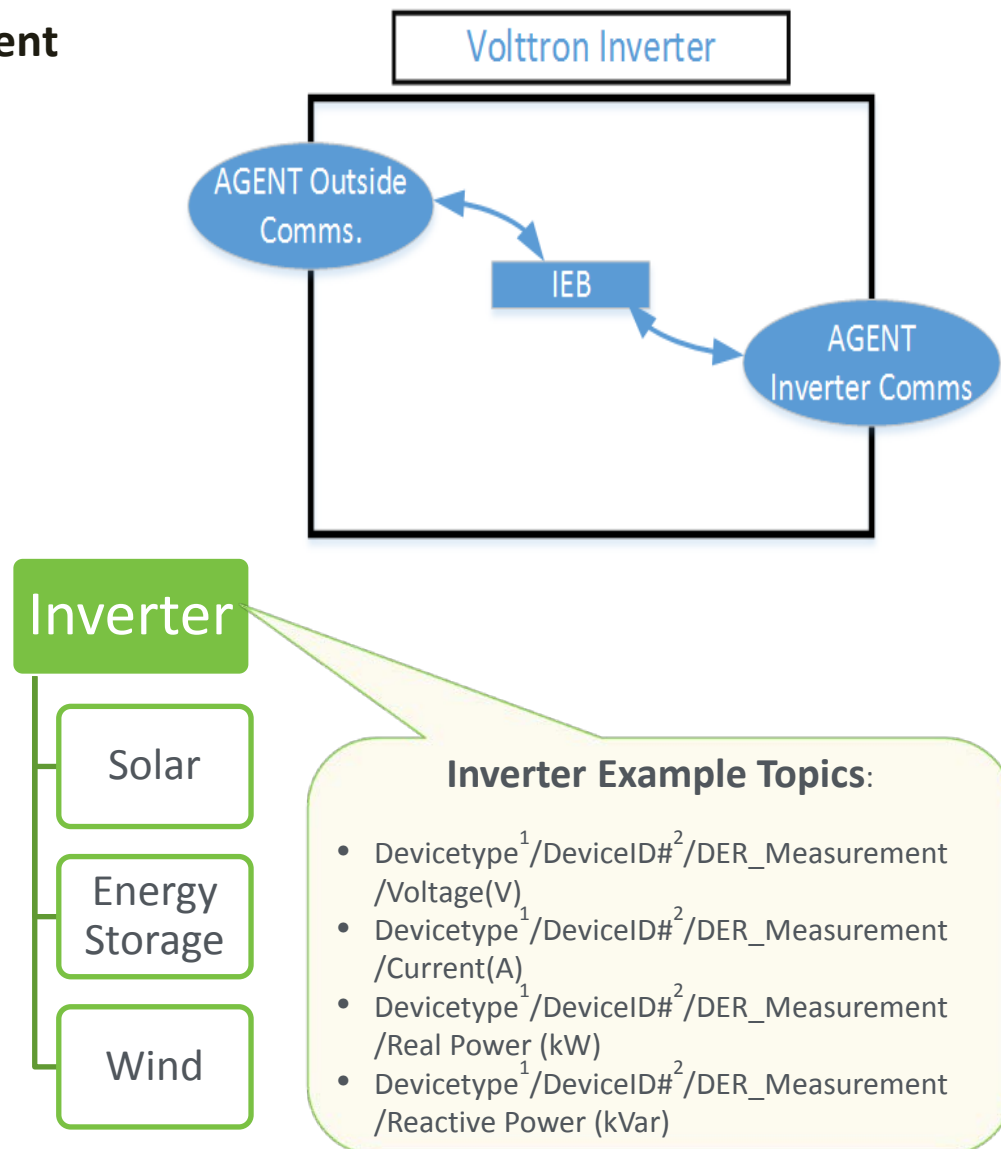 ent
Volttron Inverter
AGENT Outside
Comms.
IEB
AGENT
Inverter Comms
Inverter
Solar
Energy
Storage
Wind
Inverter Example Topics:
• Devicetype1/DeviceID#2/DER_Measurement
/Voltage(V)
• Devicetype1/DeviceID#2/DER_Measurement
/Current(A)
• Devicetype1/DeviceID#2/DER_Measurement
/Real Power (kW)
• Devicetype1/DeviceID#2/DER_Measurement
/Reactive Power (kVar)